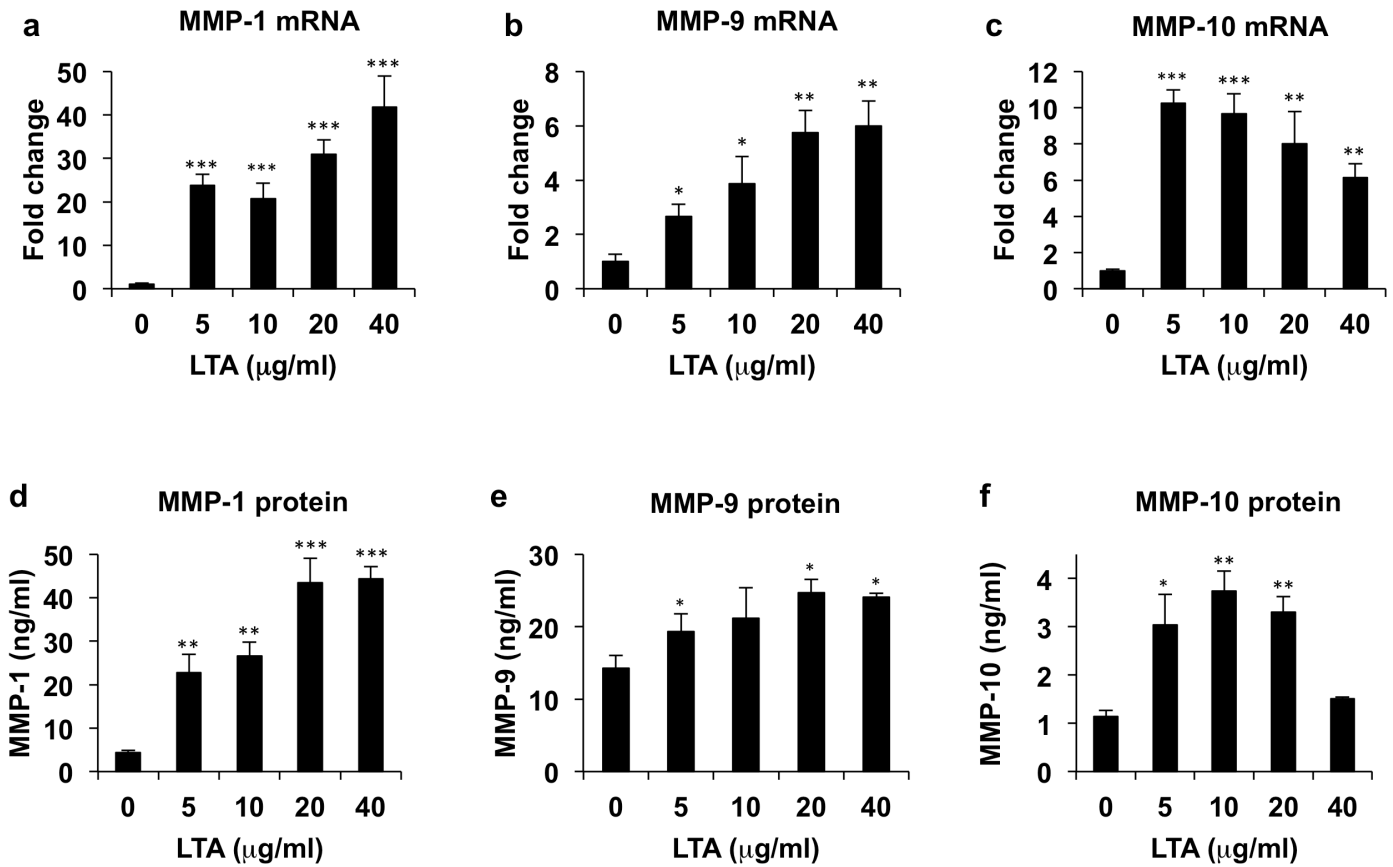 a
MMP-1 mRNA
Fold change
50
40
30
20
10
0
***
***
***
***
0 5 10 20 40
LTA (μg/ml)
b
MMP-9 mRNA
Fold change
8
6
4
2
0
*
*
**
**
0 5 10 20 40
LTA (μg/ml)
c
MMP-10 mRNA
Fold change
12
10
8
6
4
2
0
***
***
**
**
0 5 10 20 40
LTA (μg/ml)
d
MMP-1 protein
MMP-1 (ng/ml)
50
40
30
20
10
0
**
**
***
***
0 5 10 20 40
LTA (μg/ml)
e
MMP-9 protein
MMP-9 (ng/ml)
30
20
10
0
*
*
*
0 5 10 20 40
LTA (μg/ml)
f
MMP-10 protein
MMP-10 (ng/ml)
4
3
2
1
0
*
**
**
0 5 10 20 40
LTA (μg/ml)